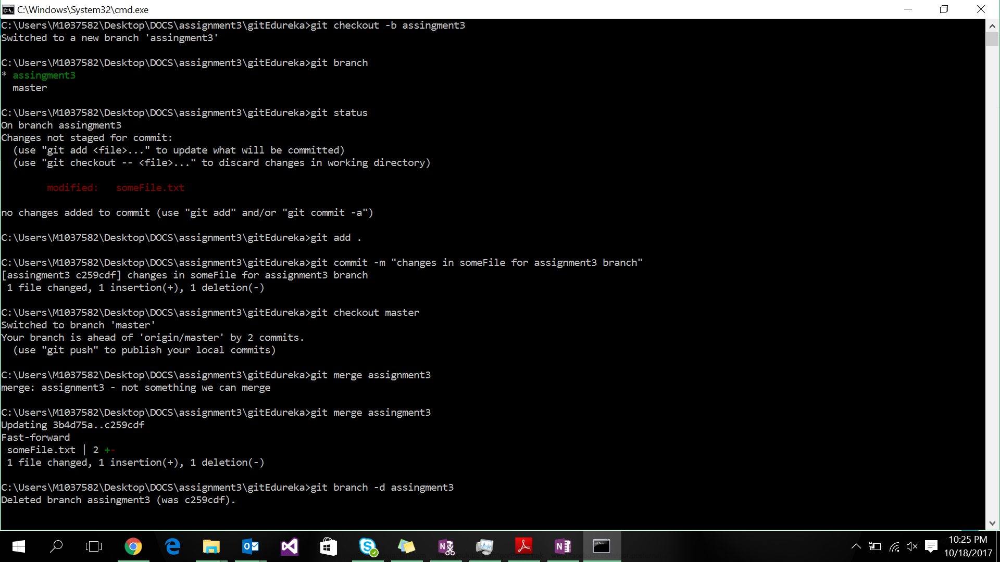 C:\Windows\System32\cmd.exe
C:\Users\M1037582\Desktop\DOCS\assignment3\gitEdureka>git checkout -b assingment3
Switched to a new branch 'assingment3'
C:\Users\M1037582\Desktop\DOCS\assignment3\gitEdureka>git branch
* assingment3
master
C:\Users\M1037582\Desktop\DOCS\assignment3\gitEdureka>git status
On branch assingment3
Changes not staged for commit:
(use "git add <file>..." to update what will be committed)
(use "git checkout -- <file>..." to discard changes in working directory)
modified:   someFile.txt
no changes added to commit (use "git add" and/or "git commit -a")
C:\Users\M1037582\Desktop\DOCS\assignment3\gitEdureka>git add .
C:\Users\M1037582\Desktop\DOCS\assignment3\gitEdureka>git commit -m "changes in someFile for assignment3 branch"
[assingment3 c259cdf] changes in someFile for assignment3 branch
1 file changed, 1 insertion(+), 1 deletion(-)
C:\Users\M1037582\Desktop\DOCS\assignment3\gitEdureka>git checkout master
Switched to branch 'master'
Your branch is ahead of 'origin/master' by 2 commits.
(use "git push" to publish your local commits)
C:\Users\M1037582\Desktop\DOCS\assignment3\gitEdureka>git merge assignment3
merge: assignment3 - not something we can merge
C:\Users\M1037582\Desktop\DOCS\assignment3\gitEdureka>git merge assingment3
Updating 3b4d75a..c259cdf
Fast-forward
someFile.txt | 2 +-
1 file changed, 1 insertion(+), 1 deletion(-)
C:\Users\M1037582\Desktop\DOCS\assignment3\gitEdureka>git branch -d assingment3
Deleted branch assingment3 (was c259cdf).
10:25 PM
10/18/2017